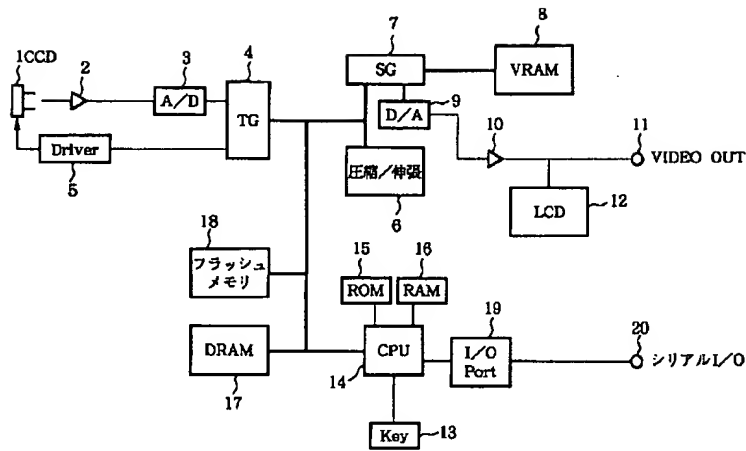 7
8
1CCD
2
3
4
SG
VRAM
A/D
TG
D/A
9
10
11
VIDEO OUT
Driver
5
圧縮/伸張
6
LCD
12
18
フラッシュ
メモリ
15
16
ROM
RAM
19
20
DRAM
17
CPU
14
I/O
Port
シリアルI/O
Key
13